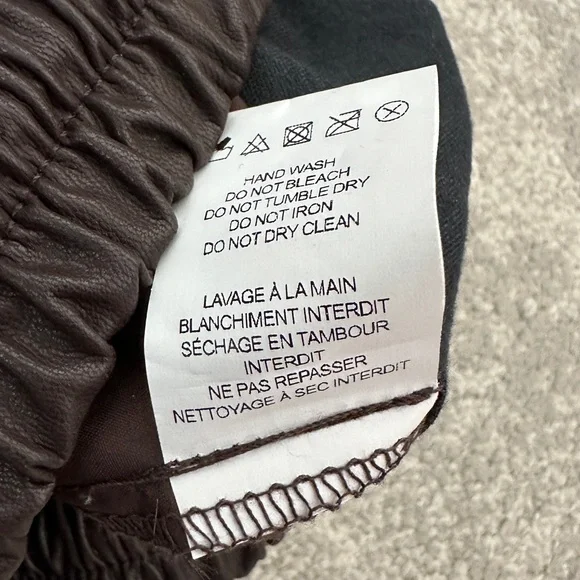 HAND WASH
DO NOT BLEACH
DO NOT TUMBLE DRY
DO NOT IRON
DO NOT DRY CLEAN
LAVAGE À LA MAIN
BLANCHIMENT INTERDIT
SÉCHAGE EN TAMBOUR
INTERDIT
NE PAS REPASSER
NETTOYAGE A SEC INTERDIT